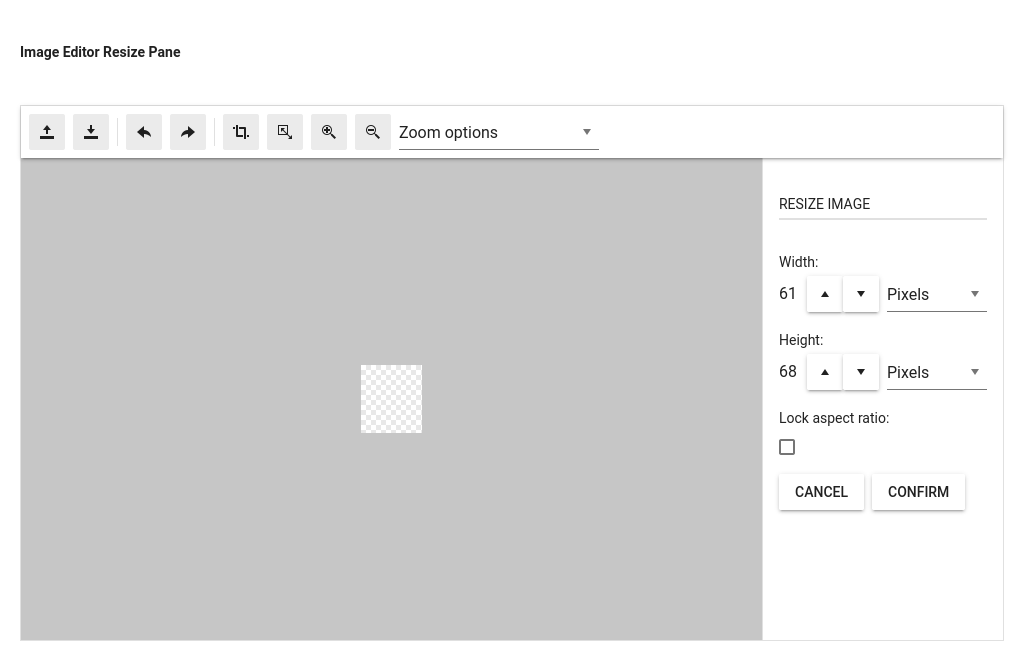 Image Editor Resize Pane
Zoom options
RESIZE IMAGE
Width:
61 Pixels
Height:
68 Pixels
Lock aspect ratio:
CANCEL CONFIRM